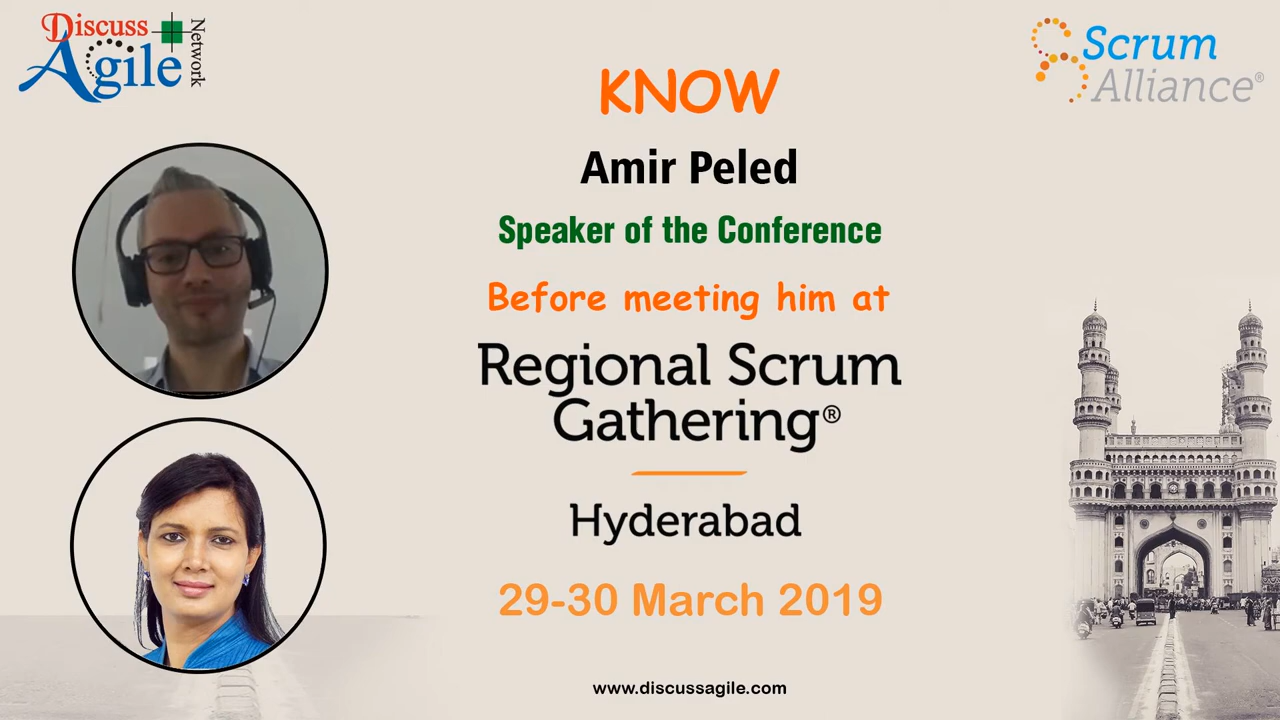 Discuss
Agile
Network
Scrum
Alliance®
KNOW
Amir Peled
Speaker of the Conference
Before meeting him at
Regional Scrum
Gathering®
Hyderabad
29-30 March 2019
www.discussagile.com